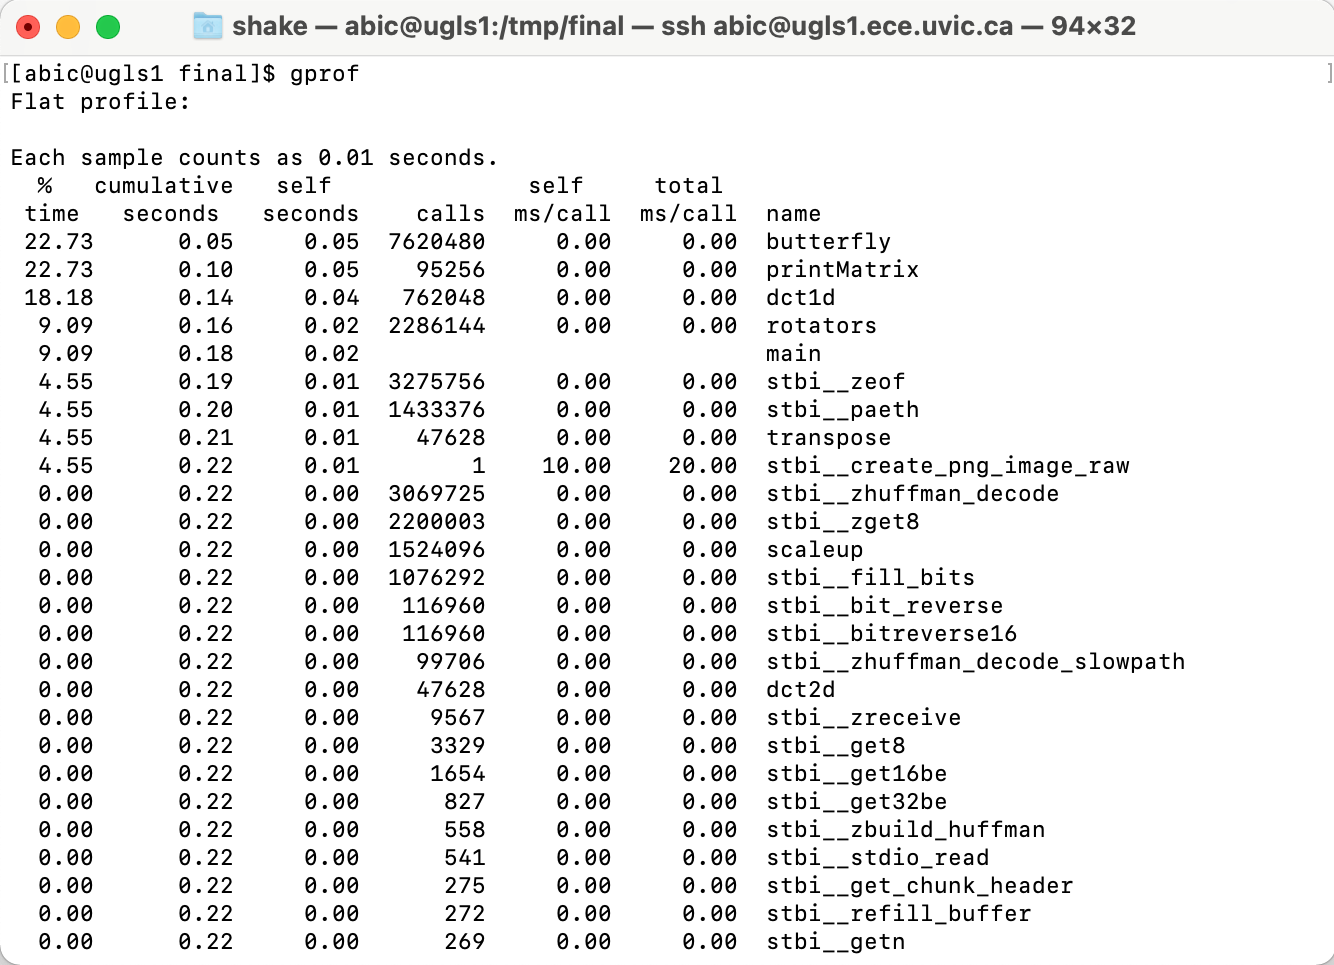 shake — abic@ugls1:/tmp/final — ssh abic@ugls1.ece.uvic.ca — 94×32
[[abic@ugls1 final]$ gprof ]
Flat profile:
Each sample counts as 0.01 seconds.
  %   cumulative   self              self     total
 time   seconds   seconds    calls  ms/call  ms/call  name
 22.73      0.05     0.05  7620480     0.00     0.00  butterfly
 22.73      0.10     0.05    95256     0.00     0.00  printMatrix
 18.18      0.14     0.04   762048     0.00     0.00  dct1d
  9.09      0.16     0.02  2286144     0.00     0.00  rotators
  9.09      0.18     0.02                             main
  4.55      0.19     0.01  3275756     0.00     0.00  stbi__zeof
  4.55      0.20     0.01  1433376     0.00     0.00  stbi__paeth
  4.55      0.21     0.01    47628     0.00     0.00  transpose
  4.55      0.22     0.01        1    10.00    20.00  stbi__create_png_image_raw
  0.00      0.22     0.00  3069725     0.00     0.00  stbi__zhuffman_decode
  0.00      0.22     0.00  2200003     0.00     0.00  stbi__zget8
  0.00      0.22     0.00  1524096     0.00     0.00  scaleup
  0.00      0.22     0.00  1076292     0.00     0.00  stbi__fill_bits
  0.00      0.22     0.00   116960     0.00     0.00  stbi__bit_reverse
  0.00      0.22     0.00   116960     0.00     0.00  stbi__bitreverse16
  0.00      0.22     0.00    99706     0.00     0.00  stbi__zhuffman_decode_slowpath
  0.00      0.22     0.00    47628     0.00     0.00  dct2d
  0.00      0.22     0.00     9567     0.00     0.00  stbi__zreceive
  0.00      0.22     0.00     3329     0.00     0.00  stbi__get8
  0.00      0.22     0.00     1654     0.00     0.00  stbi__get16be
  0.00      0.22     0.00      827     0.00     0.00  stbi__get32be
  0.00      0.22     0.00      558     0.00     0.00  stbi__zbuild_huffman
  0.00      0.22     0.00      541     0.00     0.00  stbi__stdio_read
  0.00      0.22     0.00      275     0.00     0.00  stbi__get_chunk_header
  0.00      0.22     0.00      272     0.00     0.00  stbi__refill_buffer
  0.00      0.22     0.00      269     0.00     0.00  stbi__getn